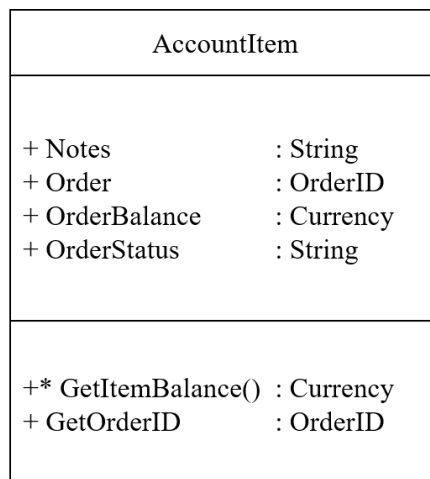 AccountItem
+ Notes : String
+ Order : OrderID
+ OrderBalance : Currency
+ OrderStatus : String
+* GetItemBalance() : Currency
+ GetOrderID : OrderID